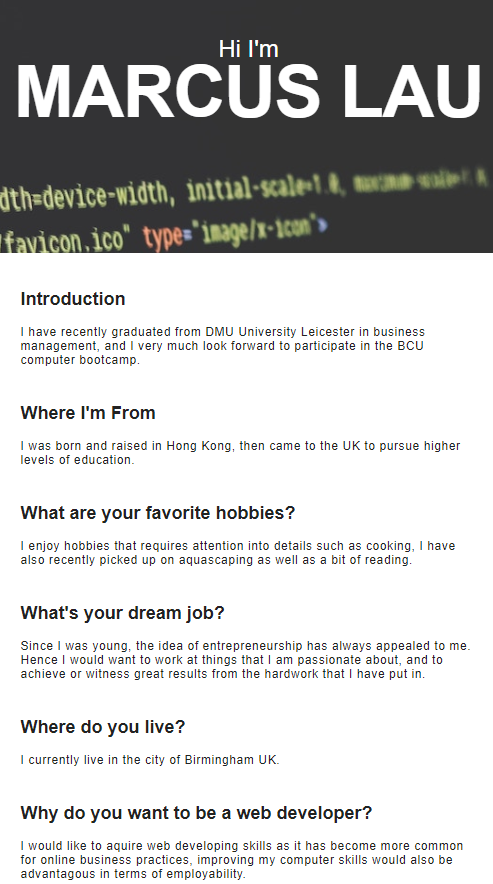 Hi I'm
MARCUS LAU
dth=device-width, initial-scale=1.0, maximum-scale=1.0,
/favicon.ico" type="image/x-icon">
Introduction
I have recently graduated from DMU University Leicester in business
management, and I very much look forward to participate in the BCU
computer bootcamp.
Where I'm From
I was born and raised in Hong Kong, then came to the UK to pursue higher
levels of education.
What are your favorite hobbies?
I enjoy hobbies that requires attention into details such as cooking, I have
also recently picked up on aquascaping as well as a bit of reading.
What's your dream job?
Since I was young, the idea of entrepreneurship has always appealed to me.
Hence I would want to work at things that I am passionate about, and to
achieve or witness great results from the hardwork that I have put in.
Where do you live?
I currently live in the city of Birmingham UK.
Why do you want to be a web developer?
I would like to aquire web developing skills as it has become more common
for online business practices, improving my computer skills would also be
advantagous in terms of employability.